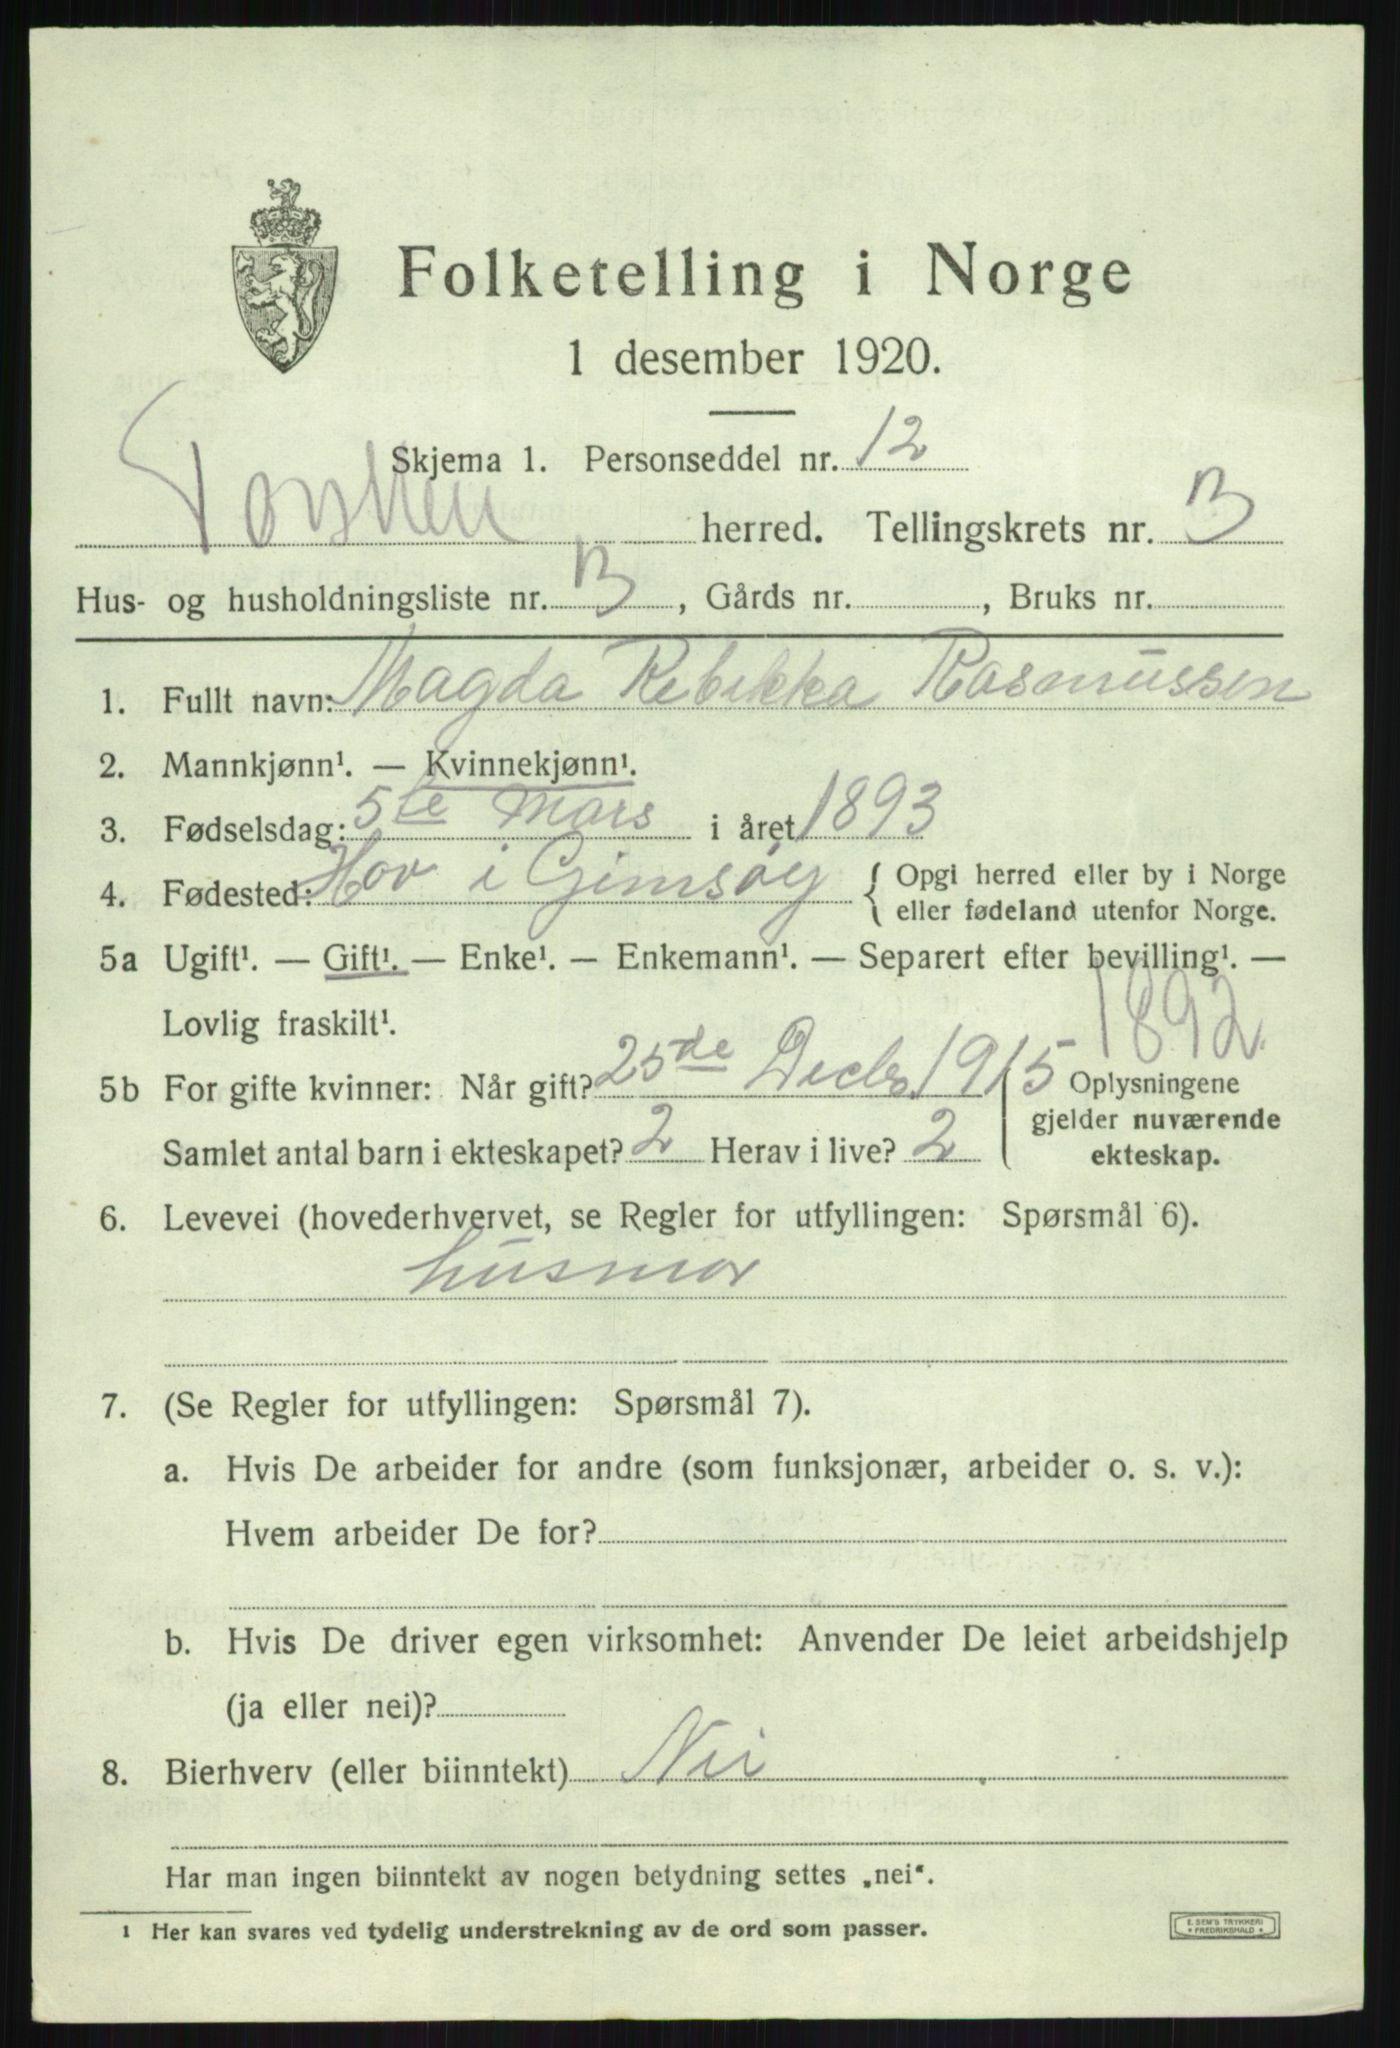 Folketelling i Norge
1 desember 1920.
Skjema 1. Personseddel nr. 12
Torsken herred. Tellingskrets nr. 3
Hus- og husholdningsliste nr. 3, Gårds nr. , Bruks nr.
1. Fullt navn: Magda Rebekka Rasmussen
2. Mannkjønn¹. — Kvinnekjønn¹.
3. Fødselsdag: 5te Mars i året 1893
4. Fødested: Hov i Gimsøy { Opgi herred eller by i Norge
eller fødeland utenfor Norge.
5a Ugift¹. — Gift¹. — Enke¹. — Enkemann¹. — Separert efter bevilling¹. —
Lovlig fraskilt¹.
1892
5b For gifte kvinner: Når gift? 25de Decbr 1915 Oplysningene
gjelder nuværende
Samlet antal barn i ekteskapet? 2 Herav i live? 2 ekteskap.
6. Levevei (hovederhvervet, se Regler for utfyllingen: Spørsmål 6).
husmor
7. (Se Regler for utfyllingen: Spørsmål 7).
a. Hvis De arbeider for andre (som funksjonær, arbeider o. s. v.):
Hvem arbeider De for?
b. Hvis De driver egen virksomhet: Anvender De leiet arbeidshjelp
(ja eller nei)?
8. Bierhverv (eller biinntekt) Nei
Har man ingen biinntekt av nogen betydning settes „nei".
¹ Her kan svares ved tydelig understrekning av de ord som passer.
E. SEM'S TRYKKERI
• FREDRIKSHALD •